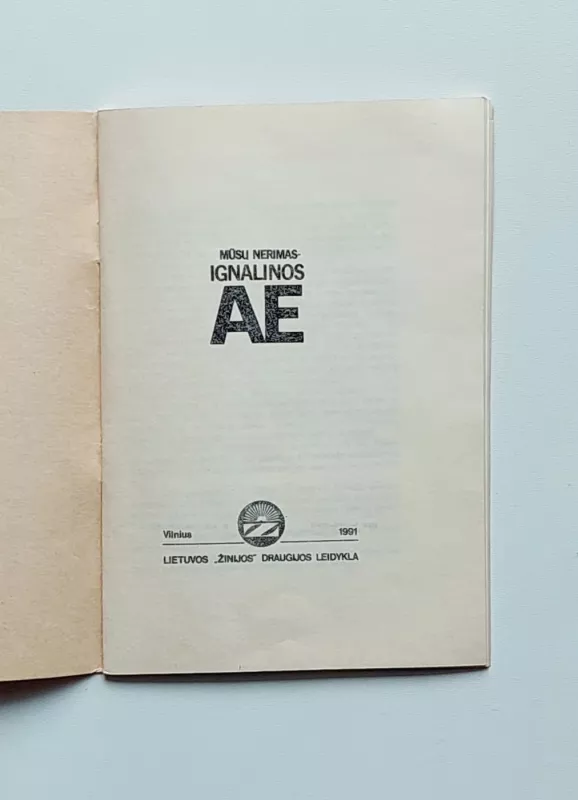 MŪSŲ NERIMAS-
IGNALINOS
AE
Vilnius 1991
LIETUVOS „ŽINIJOS" DRAUGIJOS LEIDYKLA